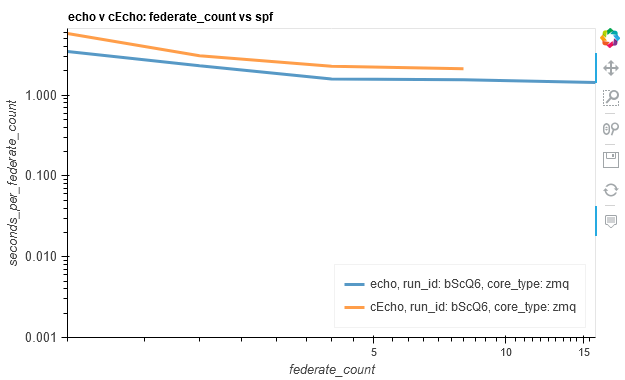 echo v cEcho: federate_count vs spf
seconds_per_federate_count
1.000
0.100
0.010
0.001
echo, run_id: bScQ6, core_type: zmq
cEcho, run_id: bScQ6, core_type: zmq
5
10
15
federate_count